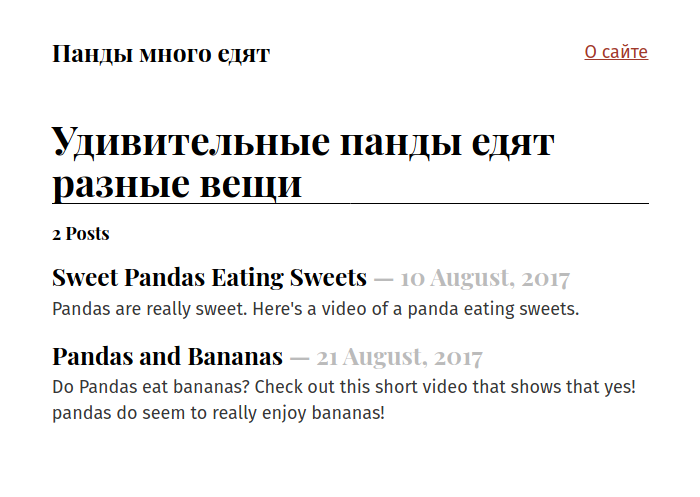 Панды много едят
О сайте
Удивительные панды едят
разные вещи
2 Posts
Sweet Pandas Eating Sweets — 10 August, 2017
Pandas are really sweet. Here's a video of a panda eating sweets.
Pandas and Bananas — 21 August, 2017
Do Pandas eat bananas? Check out this short video that shows that yes!
pandas do seem to really enjoy bananas!